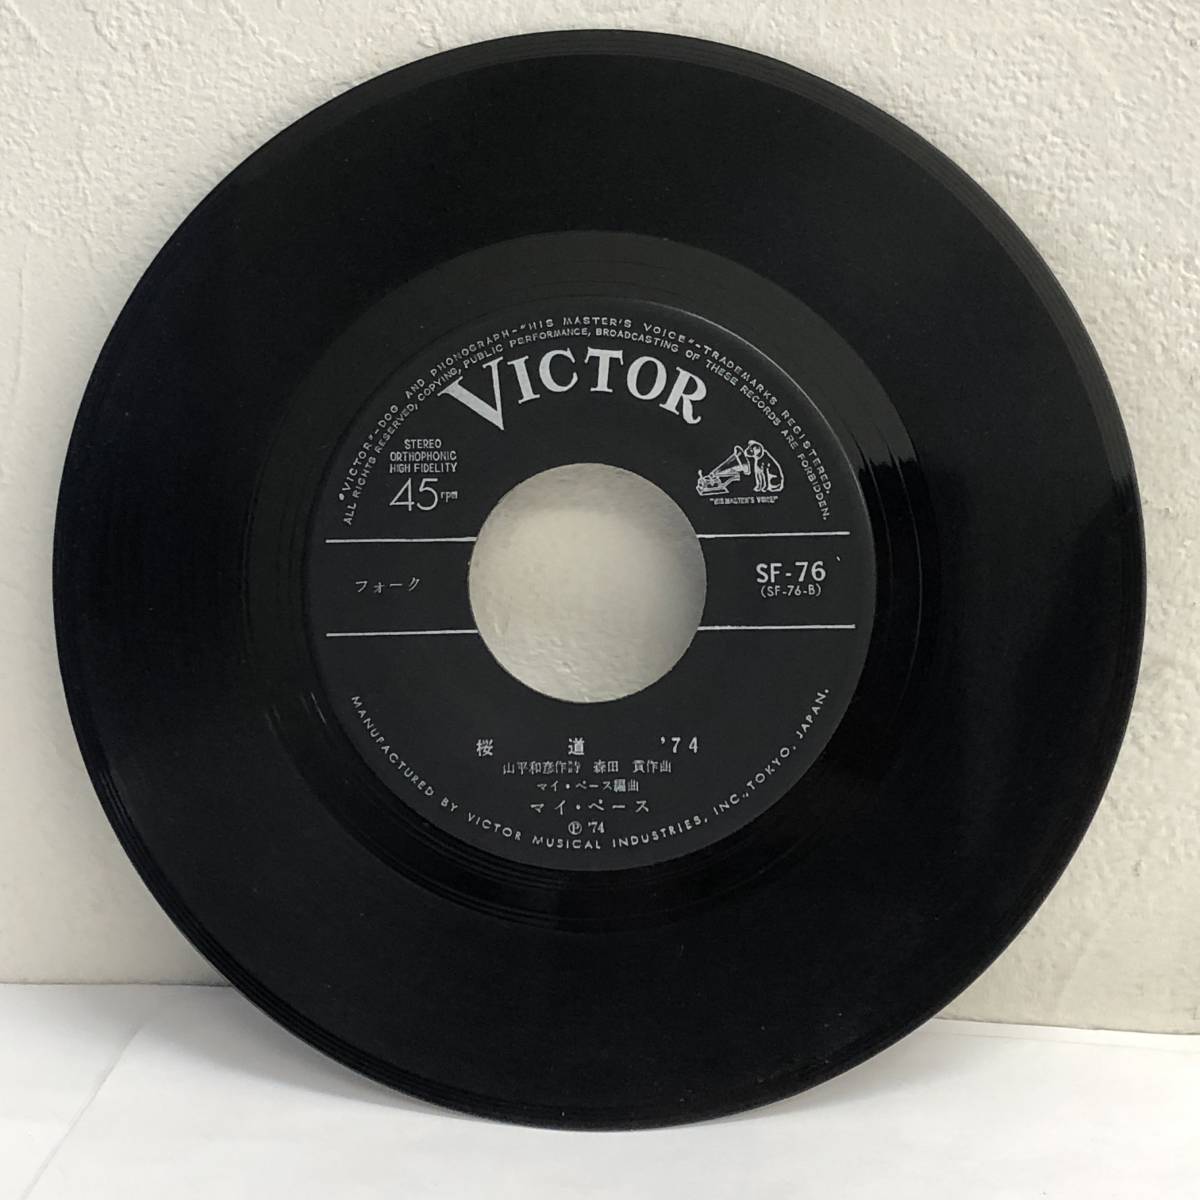 "VICTOR"-DOG AND PHONOGRAPH-"HIS MASTER'S VOICE"-TRADEMARKS REGISTERED.
ALL RIGHTS RESERVED, COPYING, PUBLIC PERFORMANCE, BROADCASTING OF THESE RECORDS ARE FORBIDDEN.
VICTOR
STEREO
ORTHOPHONIC
HIGH FIDELITY
45rpm
"HIS MASTER'S VOICE"
フォーク
SF-76
(SF-76-B)
桜 道 '74
山平和彦作詩 森田 貢作曲
マイ・ペース編曲
マイ・ペース
Ⓟ '74
MANUFACTURED BY VICTOR MUSICAL INDUSTRIES, INC., TOKYO, JAPAN.